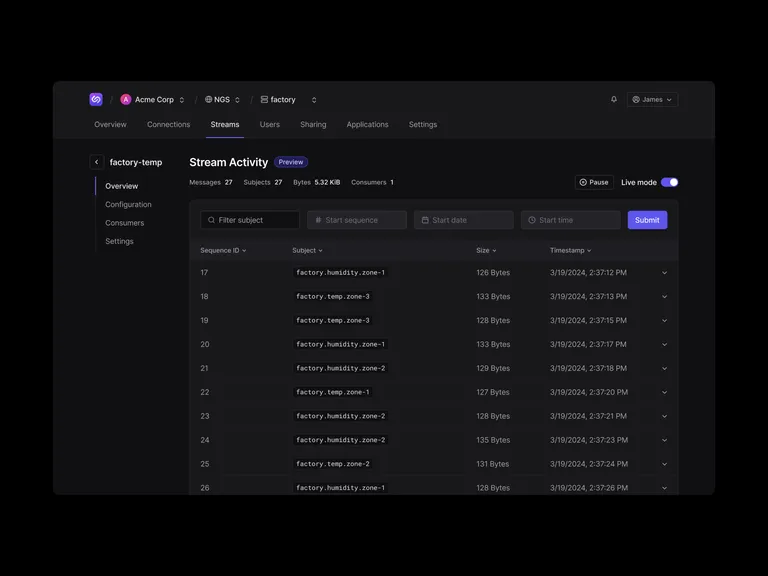 / A Acme Corp / NGS / factory James
Overview Connections Streams Users Sharing Applications Settings
factory-temp
Overview
Configuration
Consumers
Settings
Stream Activity Preview
Messages 27 Subjects 27 Bytes 5.32 KiB Consumers 1
Pause Live mode
Filter subject # Start sequence Start date Start time Submit
Sequence ID Subject Size Timestamp
17 factory.humidity.zone-1 126 Bytes 3/19/2024, 2:37:12 PM
18 factory.temp.zone-3 133 Bytes 3/19/2024, 2:37:13 PM
19 factory.temp.zone-3 128 Bytes 3/19/2024, 2:37:15 PM
20 factory.humidity.zone-1 133 Bytes 3/19/2024, 2:37:17 PM
21 factory.humidity.zone-2 129 Bytes 3/19/2024, 2:37:18 PM
22 factory.temp.zone-1 127 Bytes 3/19/2024, 2:37:20 PM
23 factory.humidity.zone-2 128 Bytes 3/19/2024, 2:37:21 PM
24 factory.humidity.zone-2 135 Bytes 3/19/2024, 2:37:23 PM
25 factory.temp.zone-2 131 Bytes 3/19/2024, 2:37:24 PM
26 factory.humidity.zone-1 128 Bytes 3/19/2024, 2:37:26 PM